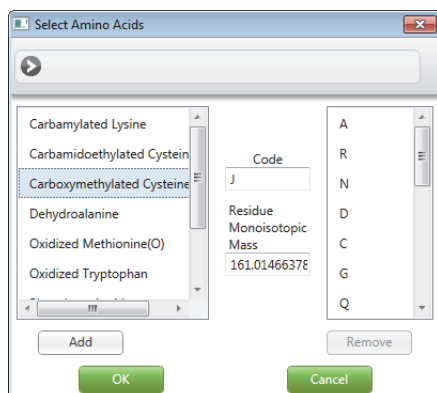 Select Amino Acids
Carbamylated Lysine
Carbamidoethylated Cystein
Carboxymethylated Cysteine
Dehydroalanine
Oxidized Methionine(O)
Oxidized Tryptophan
Code
J
Residue
Monoisotopic
Mass
161.01466378
A
R
N
D
C
G
Q
Add
Remove
OK
Cancel